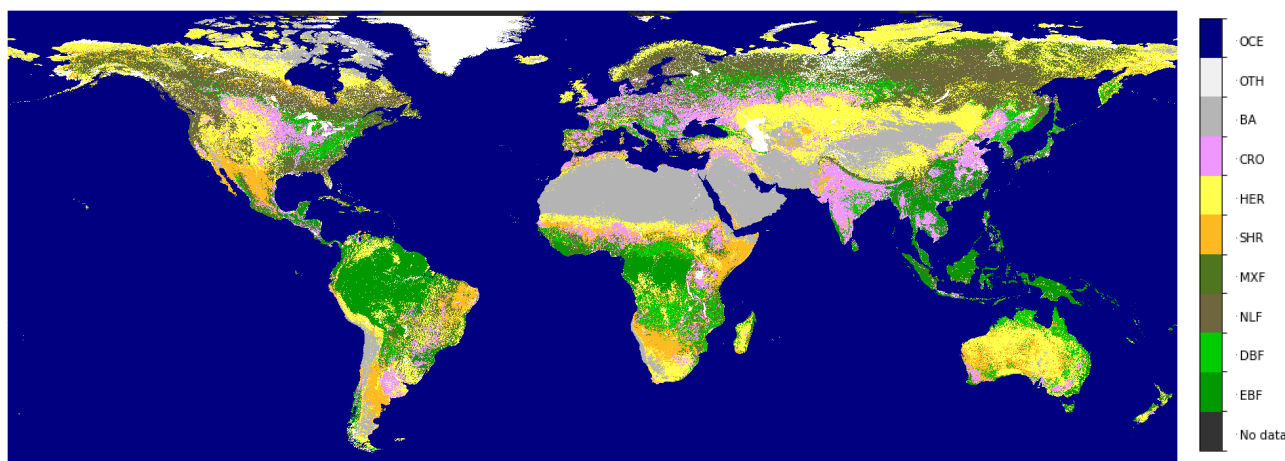 OCE
OTH
BA
CRO
HER
SHR
MXF
NLF
DBF
EBF
No data